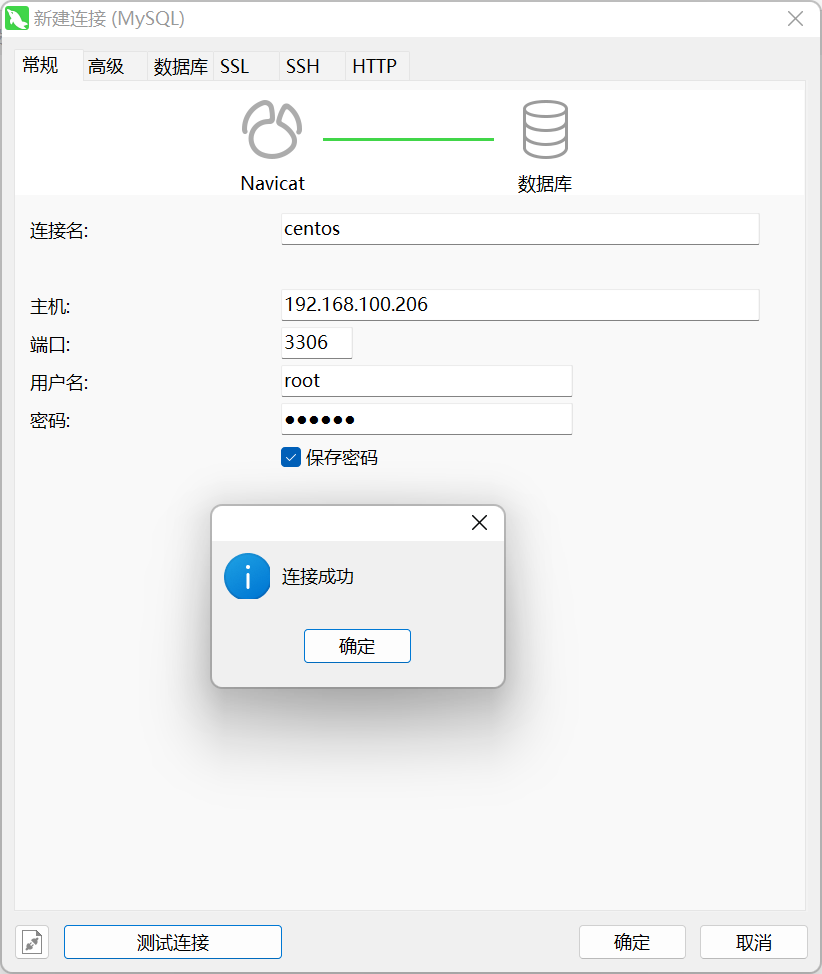 新建连接 (MySQL)
常规 高级 数据库 SSL SSH HTTP
Navicat 数据库
连接名: centos
主机: 192.168.100.206
端口: 3306
用户名: root
密码: ●●●●●●
保存密码
连接成功
确定
测试连接 确定 取消